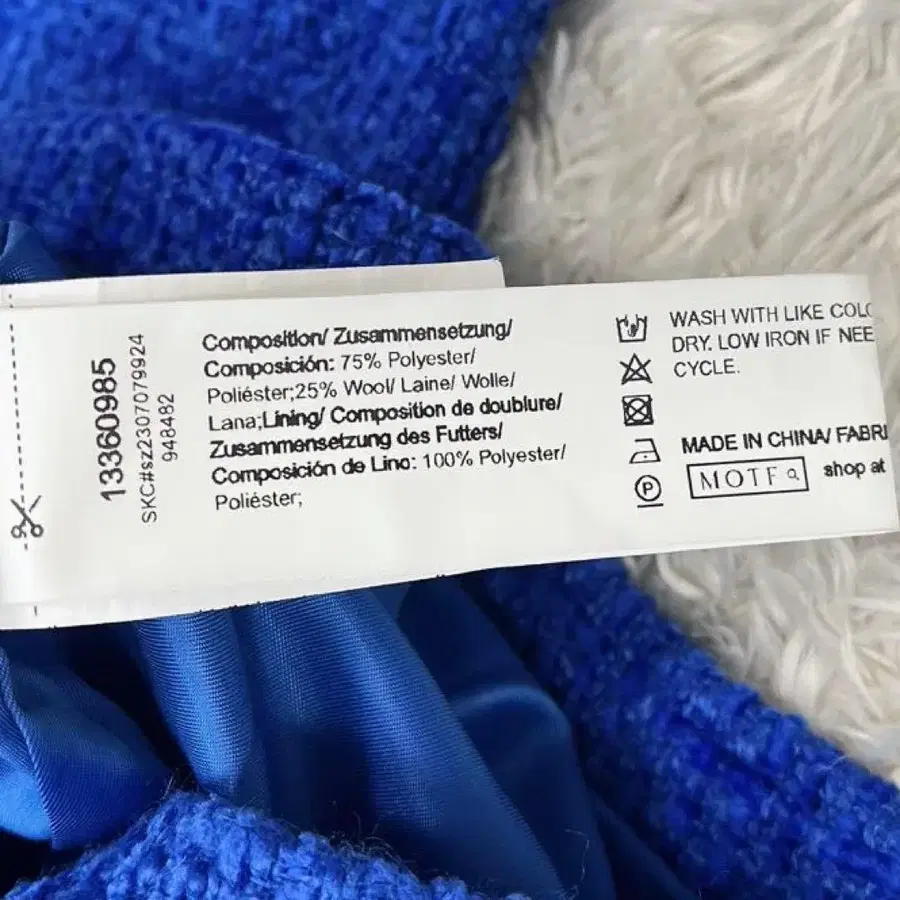 13360985
SKC#sz2307079924
948482
Composition/ Zusammensetzung/
Composición: 75% Polyester/
Poliéster;25% Wool/ Laine/ Wolle/
Lana;Lining/ Composition de doublure/
Zusammensetzung des Futters/
Composición de Lino: 100% Polyester/
Poliéster;
WASH WITH LIKE COLO
DRY. LOW IRON IF NEE
CYCLE.
P
MADE IN CHINA/ FABRI
MOTF
shop at